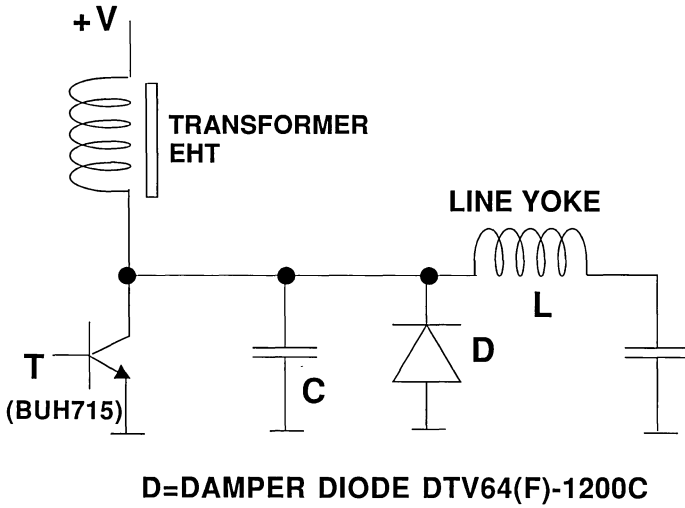 +V
TRANSFORMER
EHT
LINE YOKE
L
T
(BUH715)
C
D
D=DAMPER DIODE DTV64(F)-1200C